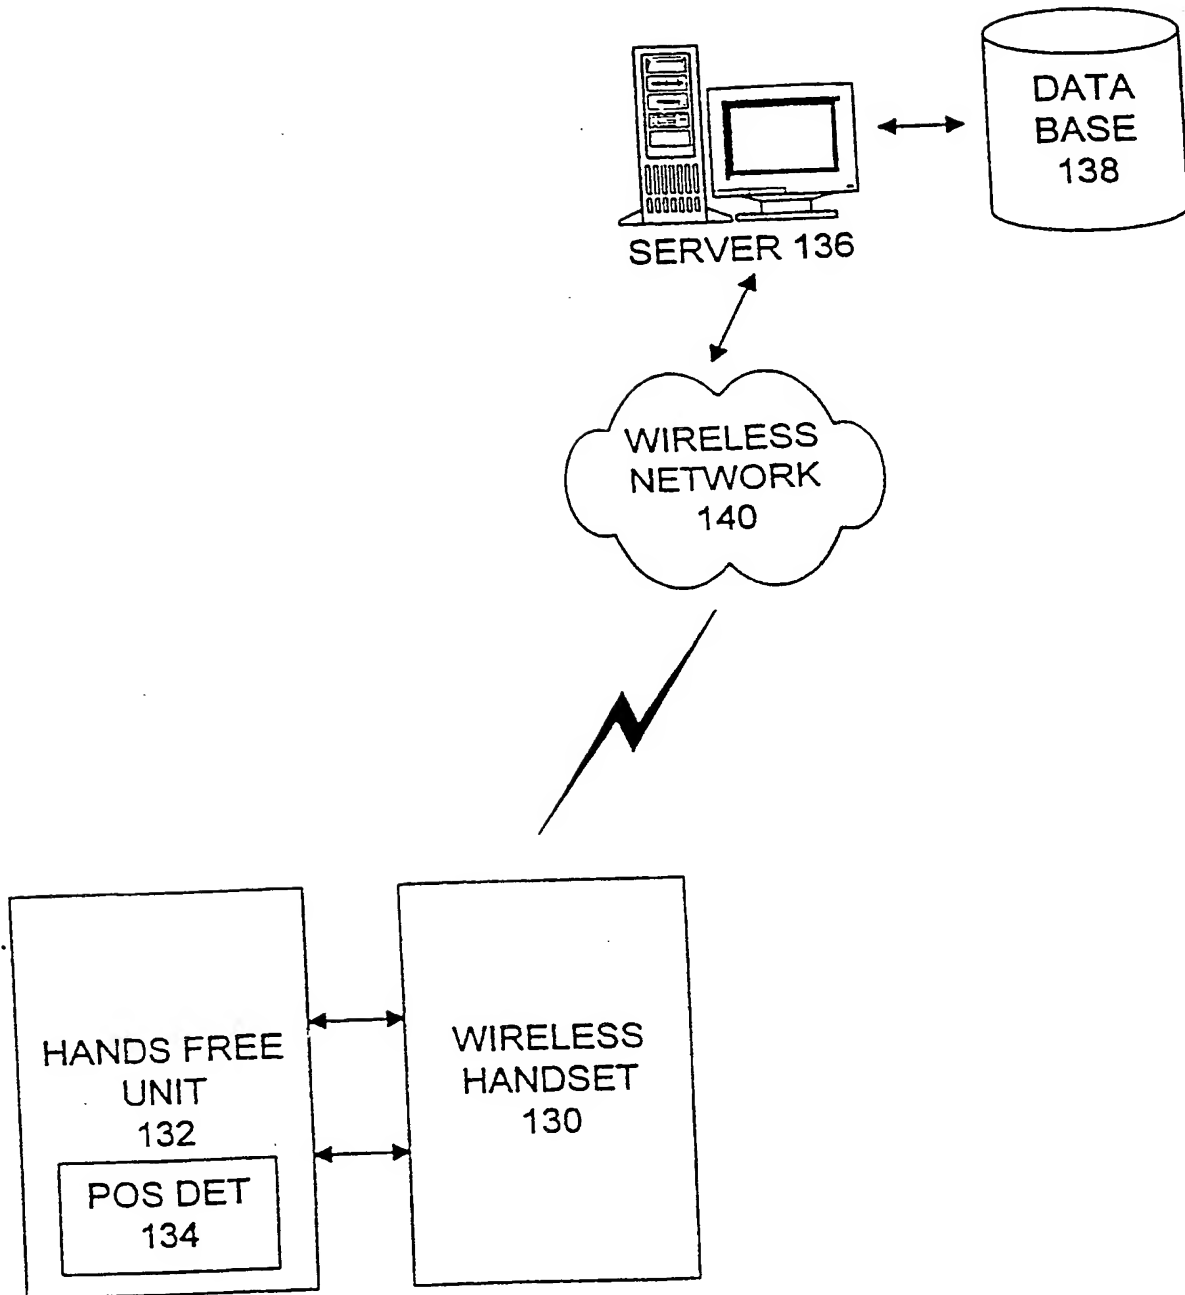 DATA
BASE
138
SERVER 136
WIRELESS
NETWORK
140
HANDS FREE
UNIT
132
POS DET
134
WIRELESS
HANDSET
130